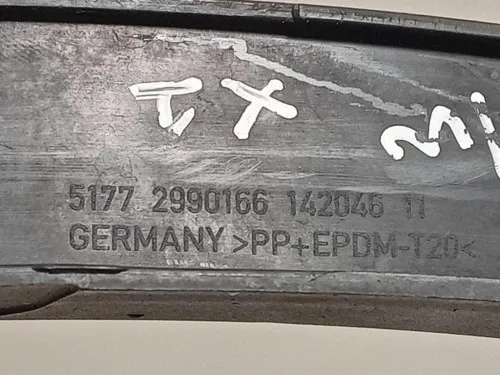 5177 2990166 142046 11
GERMANY >PP+EPDM-T20<